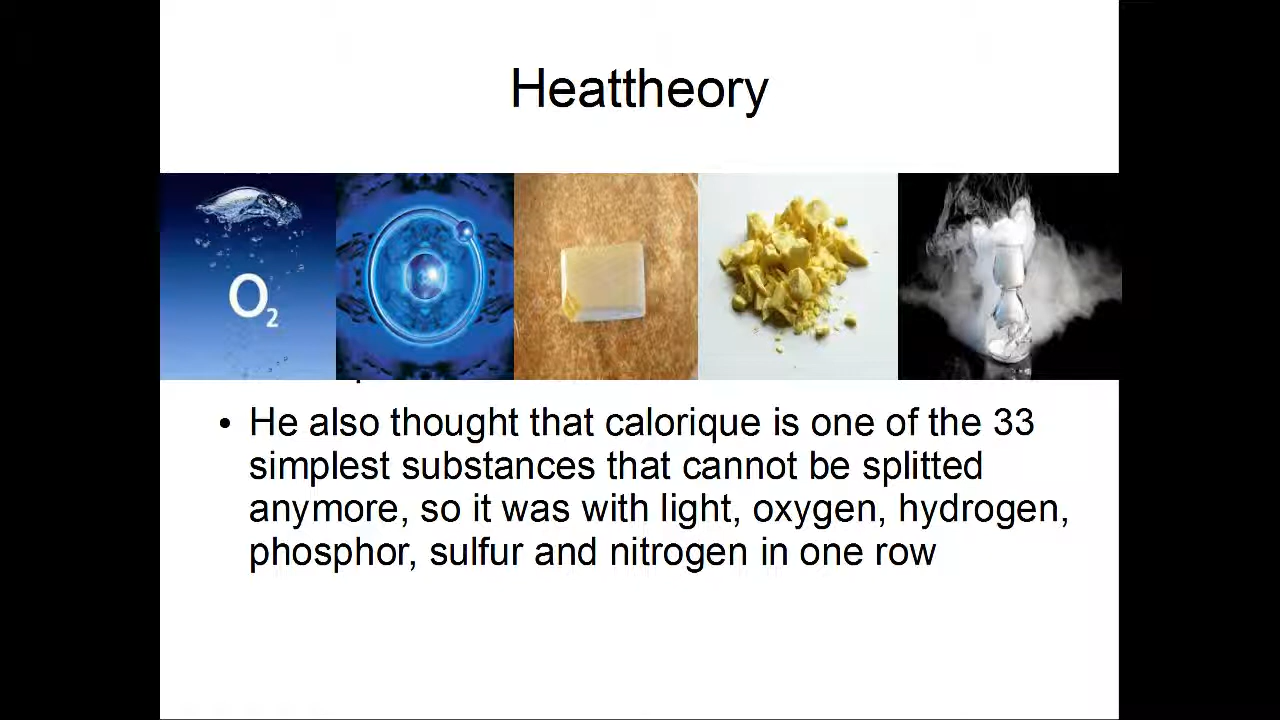 Heattheory
O2
• He also thought that calorique is one of the 33
simplest substances that cannot be splitted
anymore, so it was with light, oxygen, hydrogen,
phosphor, sulfur and nitrogen in one row